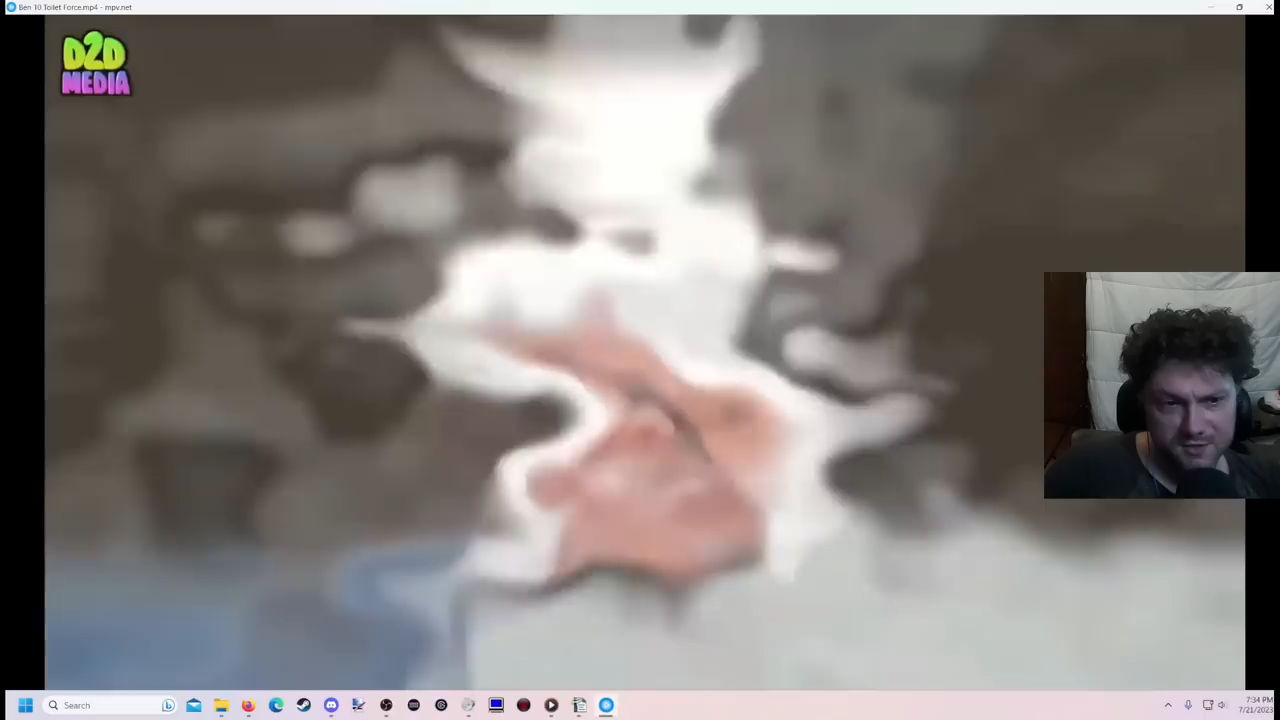 Ben 10 Toilet Force.mp4 - mpv.net
D2D
MEDIA
Search
7:34 PM
7/21/2023